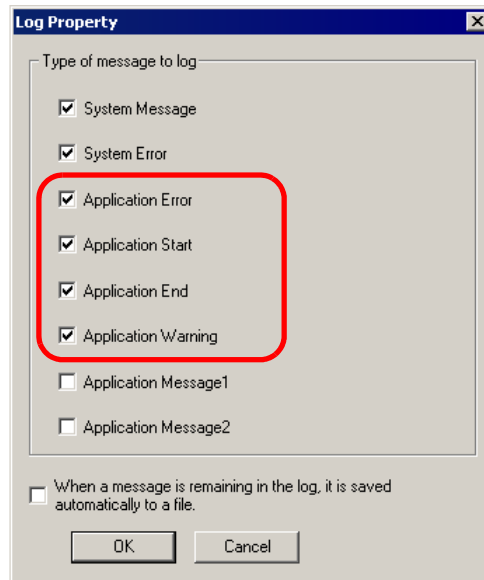 Log Property
Type of message to log
System Message
System Error
Application Error
Application Start
Application End
Application Warning
Application Message1
Application Message2
When a message is remaining in the log, it is saved
automatically to a file.
OK Cancel